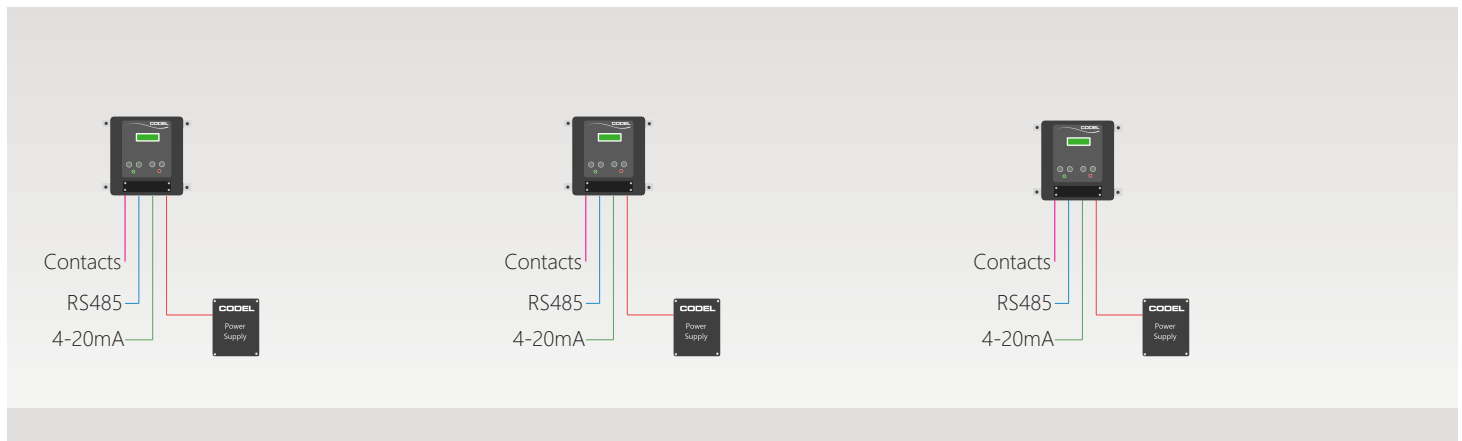 CODEL
Contacts
RS485
4-20mA
CODEL
Power
Supply
CODEL
Contacts
RS485
4-20mA
CODEL
Power
Supply
CODEL
Contacts
RS485
4-20mA
CODEL
Power
Supply